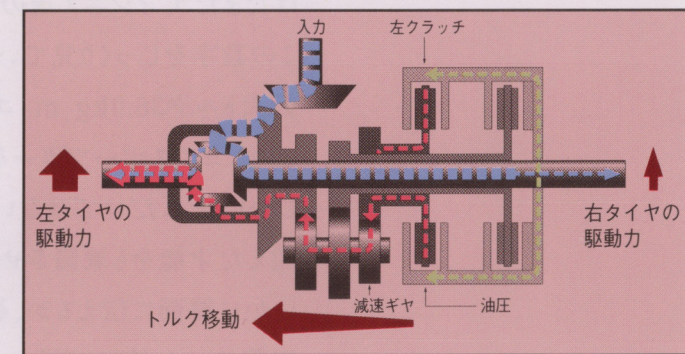 入力
左クラッチ
左タイヤの
駆動力
右タイヤの
駆動力
減速ギヤ
油圧
トルク移動